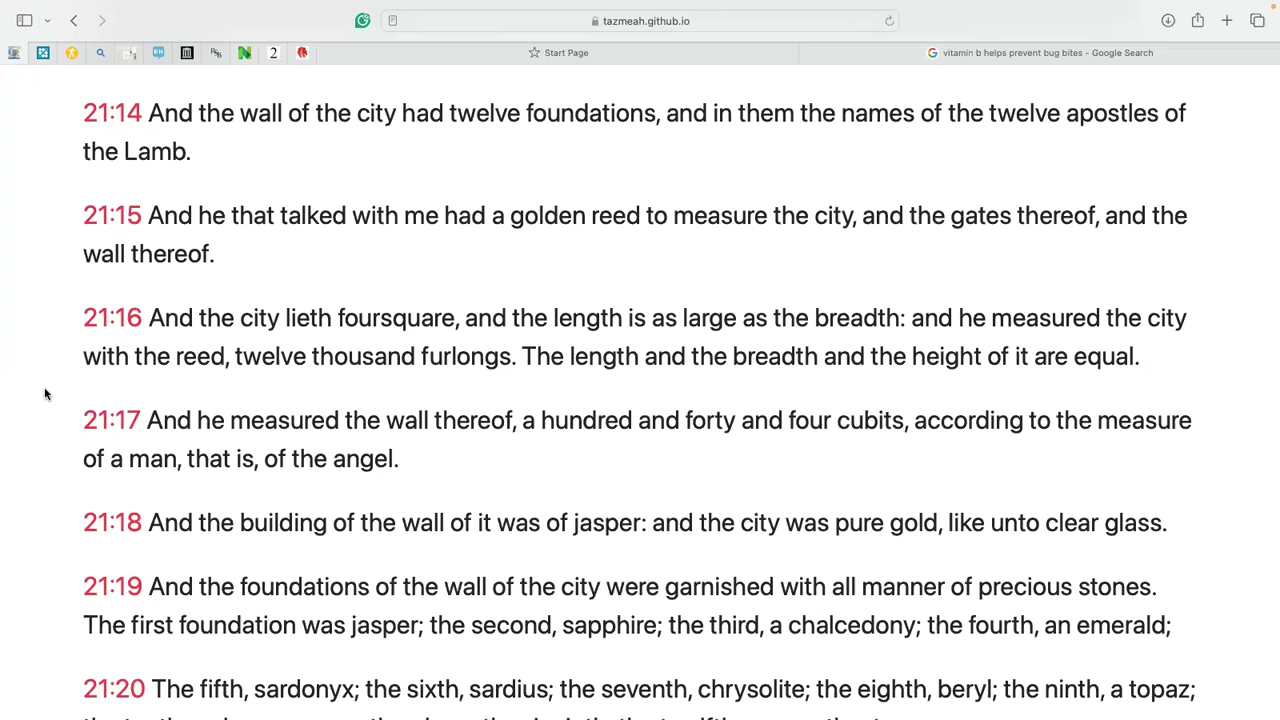 tazmeah.github.io
Start Page
vitamin b helps prevent bug bites - Google Search
21:14 And the wall of the city had twelve foundations, and in them the names of the twelve apostles of
the Lamb.
21:15 And he that talked with me had a golden reed to measure the city, and the gates thereof, and the
wall thereof.
21:16 And the city lieth foursquare, and the length is as large as the breadth: and he measured the city
with the reed, twelve thousand furlongs. The length and the breadth and the height of it are equal.
21:17 And he measured the wall thereof, a hundred and forty and four cubits, according to the measure
of a man, that is, of the angel.
21:18 And the building of the wall of it was of jasper: and the city was pure gold, like unto clear glass.
21:19 And the foundations of the wall of the city were garnished with all manner of precious stones.
The first foundation was jasper; the second, sapphire; the third, a chalcedony; the fourth, an emerald;
21:20 The fifth, sardonyx; the sixth, sardius; the seventh, chrysolite; the eighth, beryl; the ninth, a topaz;